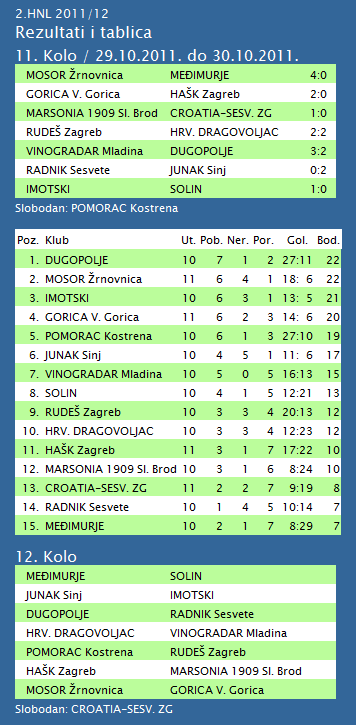 2.HNL 2011/12
Rezultati i tablica
11. Kolo / 29.10.2011. do 30.10.2011.
MOSOR Žrnovnica MEĐIMURJE 4:0
GORICA V. Gorica HAŠK Zagreb 2:0
MARSONIA 1909 Sl. Brod CROATIA-SESV. ZG 1:0
RUDEŠ Zagreb HRV. DRAGOVOLJAC 2:2
VINOGRADAR Mladina DUGOPOLJE 3:2
RADNIK Sesvete JUNAK Sinj 0:2
IMOTSKI SOLIN 1:0
Slobodan: POMORAC Kostrena
Poz. Klub Ut. Pob. Ner. Por. Gol. Bod.
1. DUGOPOLJE 10 7 1 2 27:11 22
2. MOSOR Žrnovnica 11 6 4 1 18: 6 22
3. IMOTSKI 10 6 3 1 13: 5 21
4. GORICA V. Gorica 11 6 2 3 14: 6 20
5. POMORAC Kostrena 10 6 1 3 27:10 19
6. JUNAK Sinj 10 4 5 1 11: 6 17
7. VINOGRADAR Mladina 10 5 0 5 16:13 15
8. SOLIN 10 4 1 5 12:21 13
9. RUDEŠ Zagreb 10 3 3 4 20:13 12
10. HRV. DRAGOVOLJAC 10 3 3 4 12:23 12
11. HAŠK Zagreb 11 3 1 7 17:22 10
12. MARSONIA 1909 Sl. Brod 10 3 1 6 8:24 10
13. CROATIA-SESV. ZG 11 2 2 7 9:19 8
14. RADNIK Sesvete 10 1 4 5 10:14 7
15. MEĐIMURJE 10 2 1 7 8:29 7
12. Kolo
MEĐIMURJE SOLIN
JUNAK Sinj IMOTSKI
DUGOPOLJE RADNIK Sesvete
HRV. DRAGOVOLJAC VINOGRADAR Mladina
POMORAC Kostrena RUDEŠ Zagreb
HAŠK Zagreb MARSONIA 1909 Sl. Brod
MOSOR Žrnovnica GORICA V. Gorica
Slobodan: CROATIA-SESV. ZG